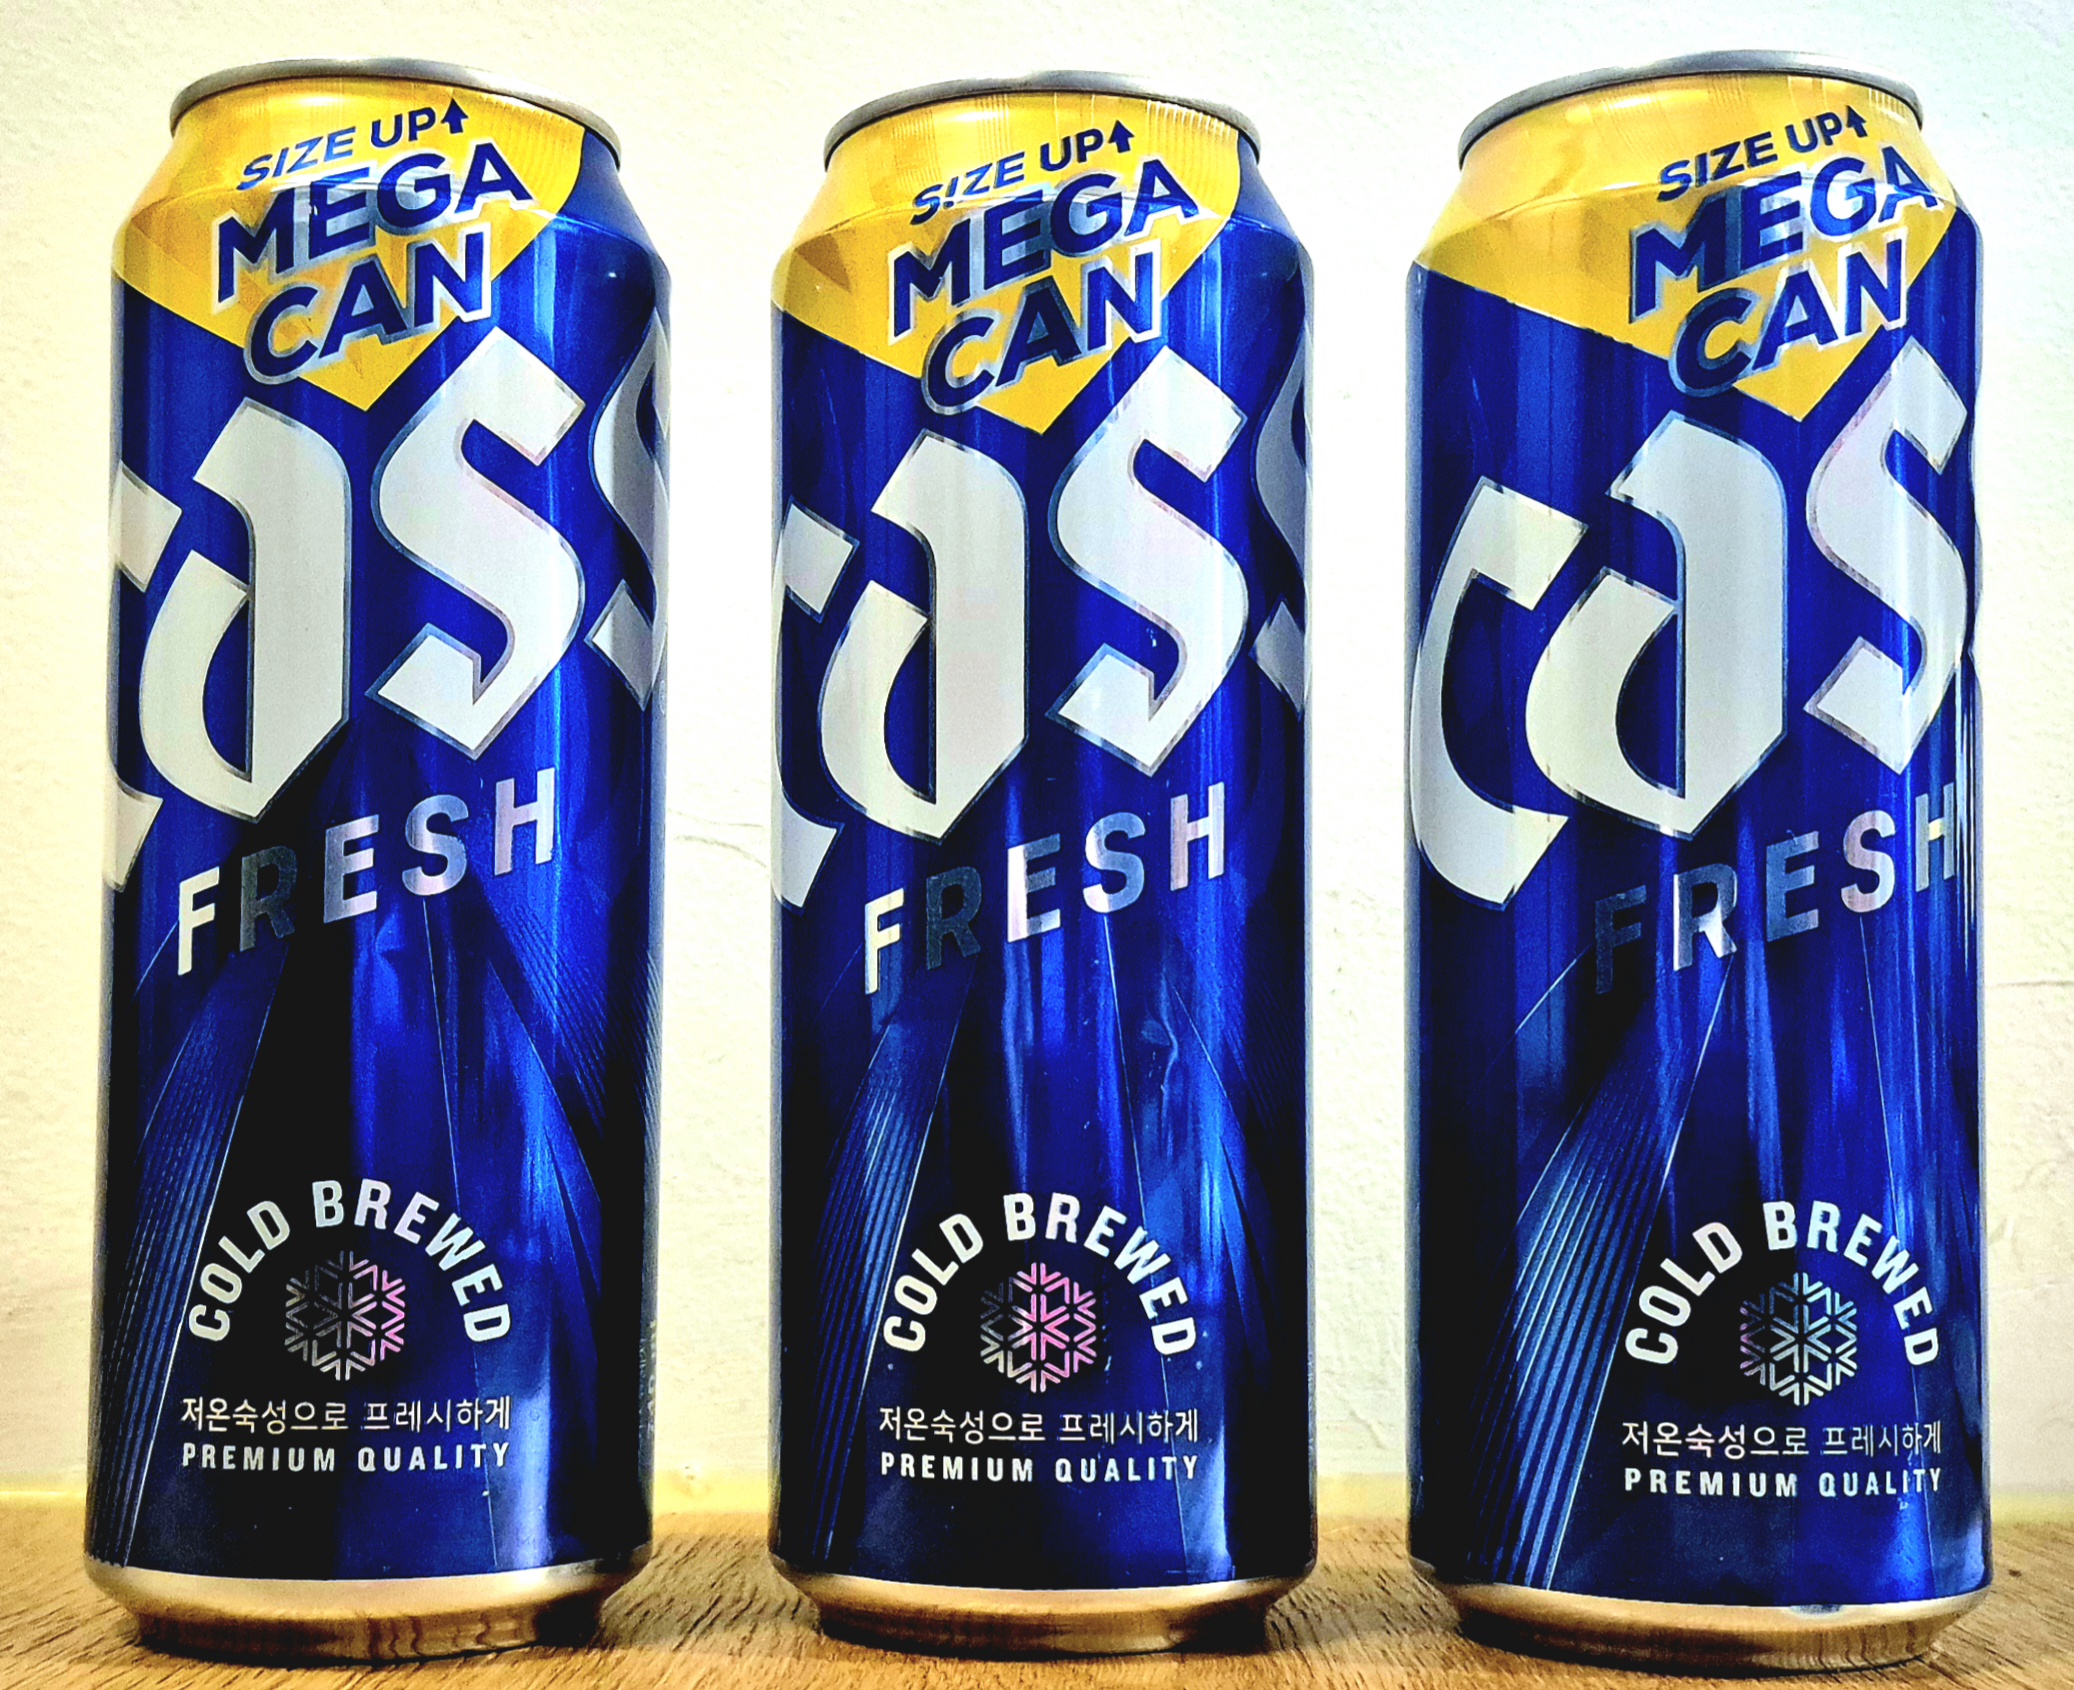 SIZE UP
MEGA
CAN
cass
FRESH
COLD BREWED
저온숙성으로 프레시하게
PREMIUM QUALITY
SIZE UP
MEGA
CAN
cass
FRESH
COLD BREWED
저온숙성으로 프레시하게
PREMIUM QUALITY
SIZE UP
MEGA
CAN
cas
FRESH
COLD BREWED
저온숙성으로 프레시하게
PREMIUM QUALITY